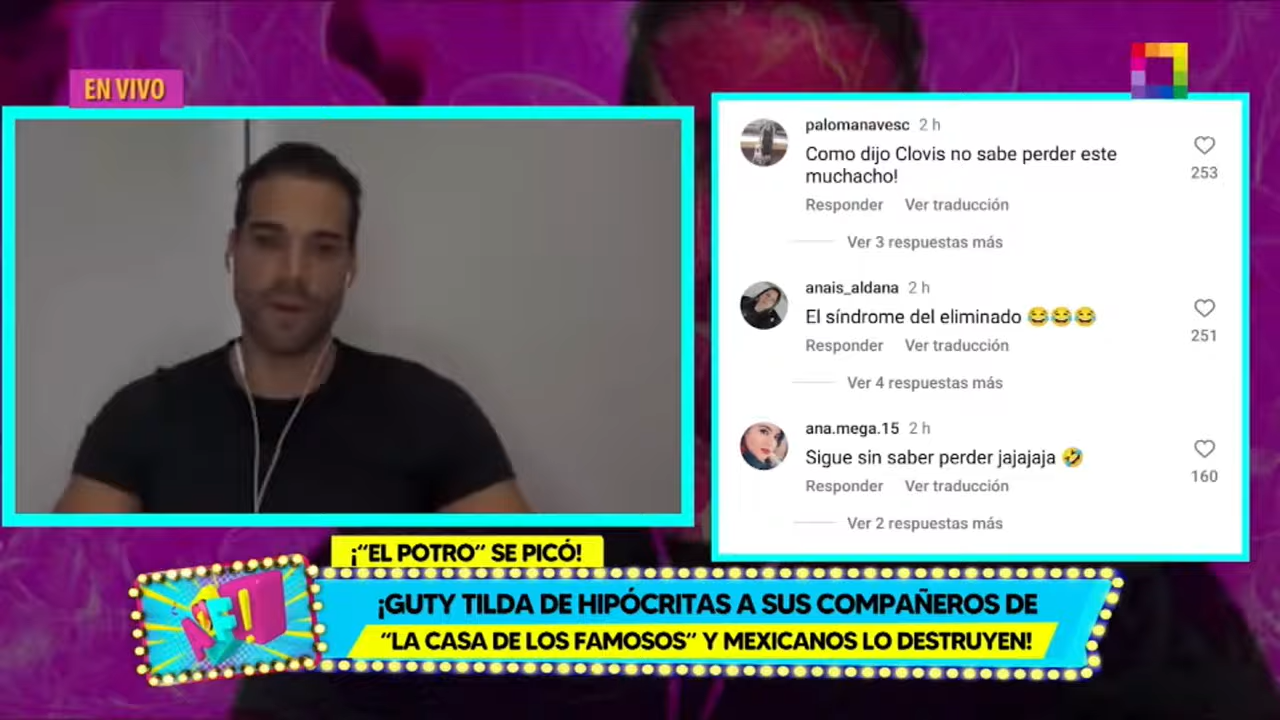 EN VIVO
palomanavesc 2 h
Como dijo Clovis no sabe perder este
muchacho!
253
Responder Ver traducción
Ver 3 respuestas más
anais_aldana 2 h
El síndrome del eliminado 😂😂😂
251
Responder Ver traducción
Ver 4 respuestas más
ana.mega.15 2 h
Sigue sin saber perder jajajaja 🤣
160
Responder Ver traducción
Ver 2 respuestas más
¡“EL POTRO” SE PICÓ!
¡GUTY TILDA DE HIPÓCRITAS A SUS COMPAÑEROS DE
“LA CASA DE LOS FAMOSOS” Y MEXICANOS LO DESTRUYEN!